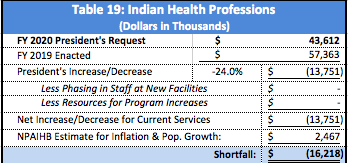 Table 19: Indian Health Professions
(Dollars in Thousands)
FY 2020 President's Request $ 43,612
FY 2019 Enacted $ 57,363
President's Increase/Decrease -24.0% $ (13,751)
Less Phasing in Staff at New Facilities $ -
Less Resources for Program Increases $ -
Net Increase/Decrease for Current Services $ (13,751)
NPAIHB Estimate for Inflation & Pop. Growth: $ 2,467
Shortfall: $ (16,218)